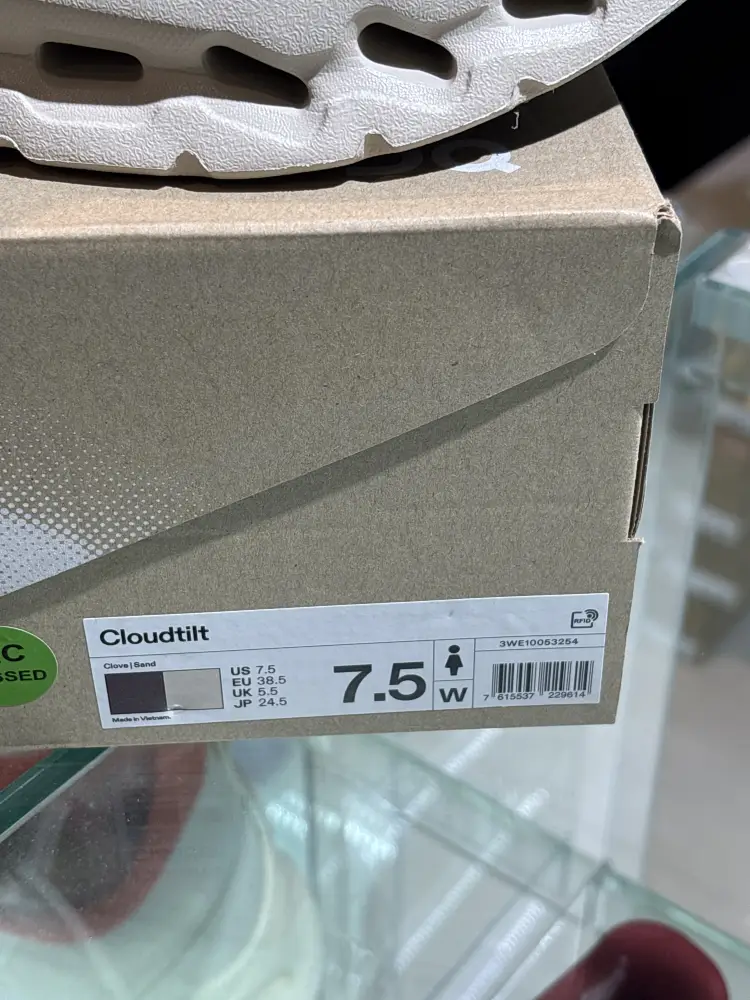 Cloudtilt
RFID
Clove | Sand
US 7.5
EU 38.5
UK 5.5
JP 24.5
7.5
W
3WE10053254
7 615537 229614
Made in Vietnam